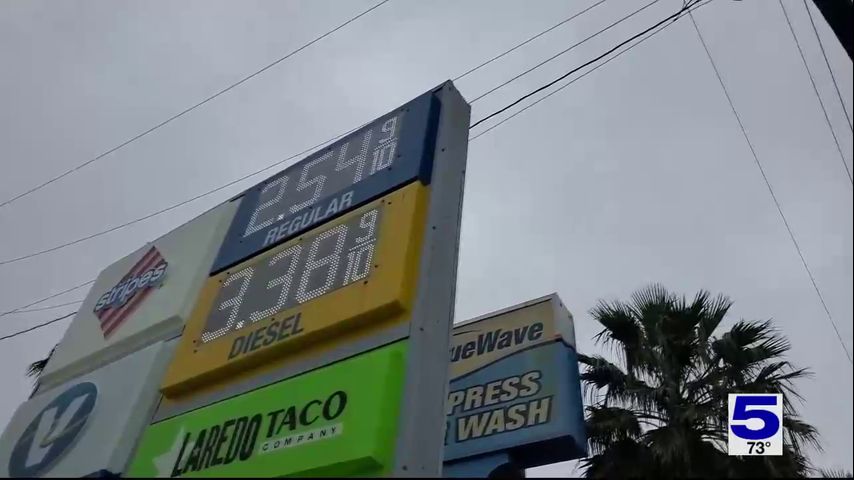 2.54 9/10
REGULAR
stripes
3.38 9/10
DIESEL
LAREDO TACO
COMPANY
V
ueWave
PRESS
WASH
5
73°